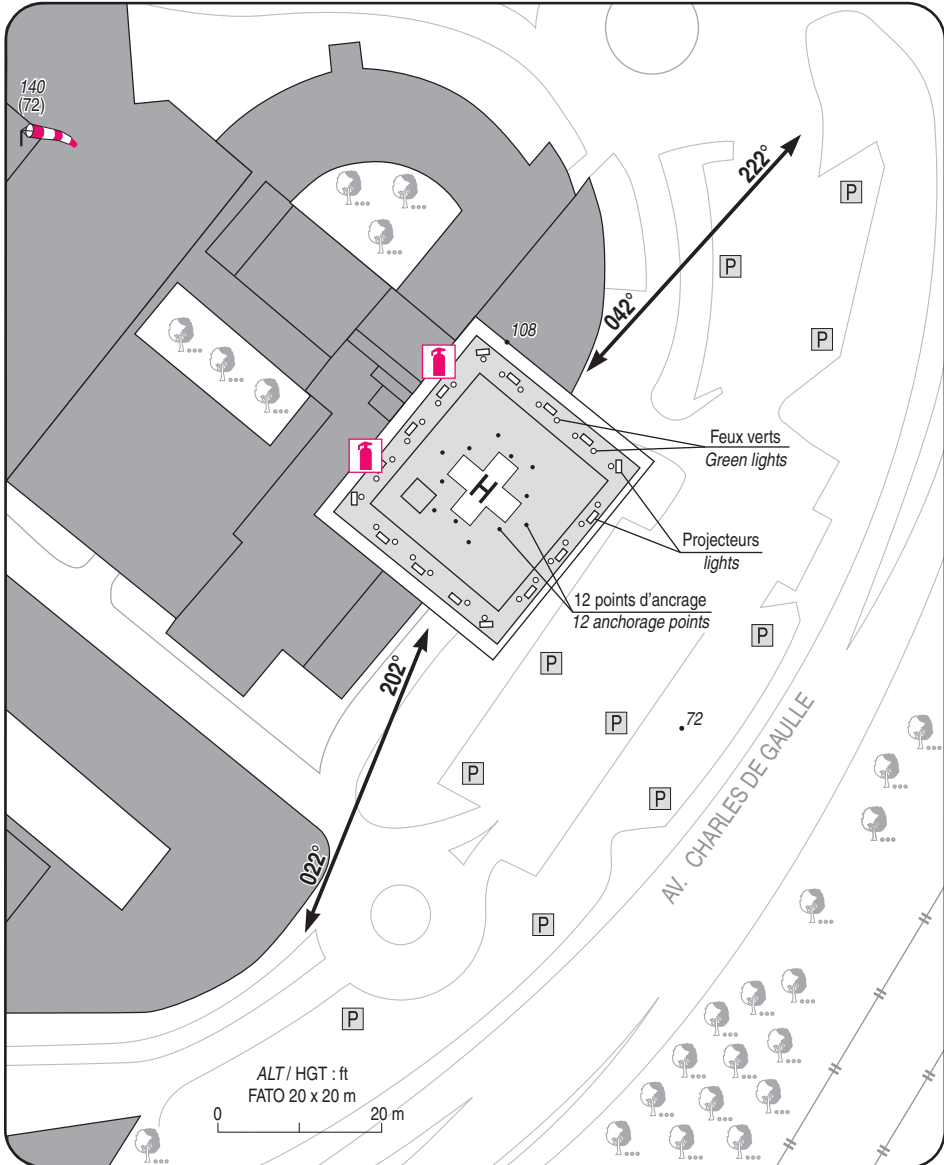 140
(72)
222°
P
P
042°
108
P
Feux verts
Green lights
H
Projecteurs
lights
12 points d'ancrage
12 anchorage points
P
P
202°
P
72
P
P
AV. CHARLES DE GAULLE
022°
P
P
ALT / HGT : ft
FATO 20 x 20 m
0 20 m